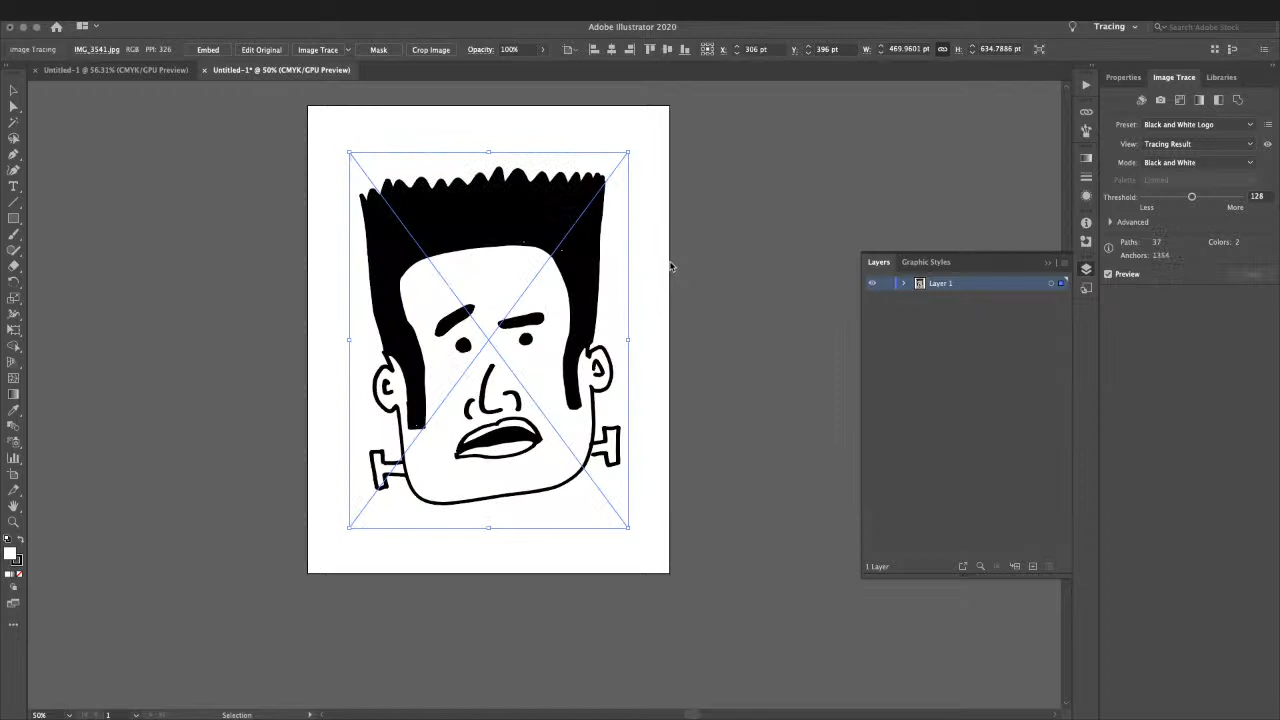 Adobe Illustrator 2020
Tracing
Search Adobe Stock
Image Tracing IMG_3541.jpg RGB PPI: 326 Embed Edit Original Image Trace Mask Crop Image Opacity: 100% X: 306 pt Y: 396 pt W: 469.9601 pt H: 634.7886 pt
Untitled-1 @ 56.31% (CMYK/GPU Preview)
Untitled-1* @ 50% (CMYK/GPU Preview)
Properties Image Trace Libraries
Preset: Black and White Logo
View: Tracing Result
Mode: Black and White
Palette: Limited
Threshold: 128
Less More
Advanced
Paths: 37 Colors: 2
Anchors: 1354
Preview
Layers Graphic Styles
Layer 1
1 Layer
50% 1 Selection